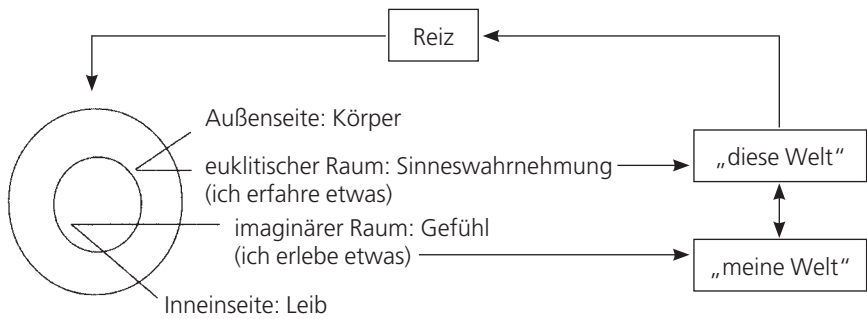 Reiz
Außenseite: Körper
euklitischer Raum: Sinneswahrnehmung
(ich erfahre etwas)
„diese Welt“
imaginärer Raum: Gefühl
(ich erlebe etwas)
„meine Welt“
Inneinseite: Leib